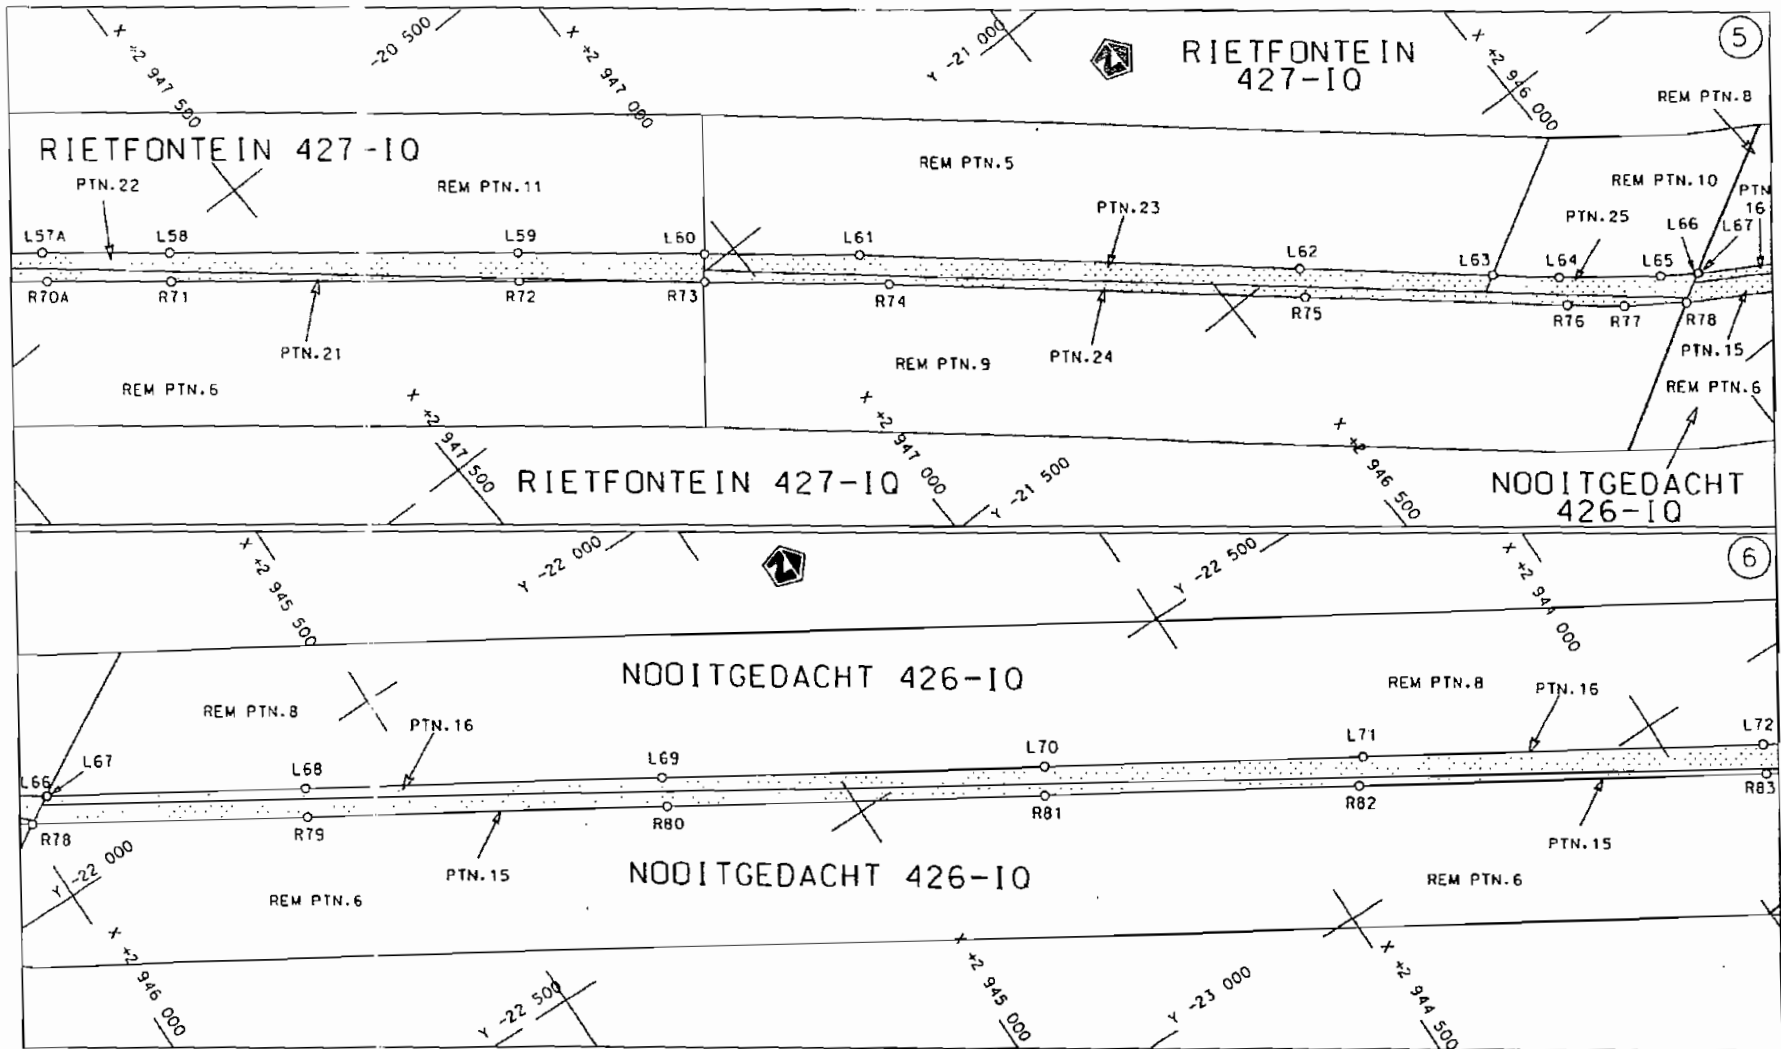 X +2 947 500
-20 500
X +2 947 000
Y -21 000
RIETFONTEIN
427-IQ
X +2 946 000
5
REM PTN.8
RIETFONTEIN 427-IQ
PTN.22
REM PTN.11
REM PTN.5
PTN.23
REM PTN.10
PTN
16
PTN.25
L57A
L58
L59
L60
L61
L62
L63
L64
L65
L66
L67
R70A
R71
R72
R73
R74
R75
R76
R77
R78
PTN.21
PTN.24
PTN.15
REM PTN.6
REM PTN.9
REM PTN.6
X +2 947 500
X +2 947 000
X +2 946 500
RIETFONTEIN 427-IQ
Y -21 500
NOOITGEDACHT
426-IQ
X +2 945 500
Y -22 000
Y -22 500
X +2 944 000
6
NOOITGEDACHT 426-IQ
REM PTN.8
PTN.16
REM PTN.8
PTN.16
L66
L67
L68
L69
L70
L71
L72
R78
R79
R80
R81
R82
R83
Y -22 000
PTN.15
NOOITGEDACHT 426-IQ
PTN.15
REM PTN.6
REM PTN.6
X +2 946 000
Y -22 500
X +2 945 000
Y -23 000
X +2 944 500